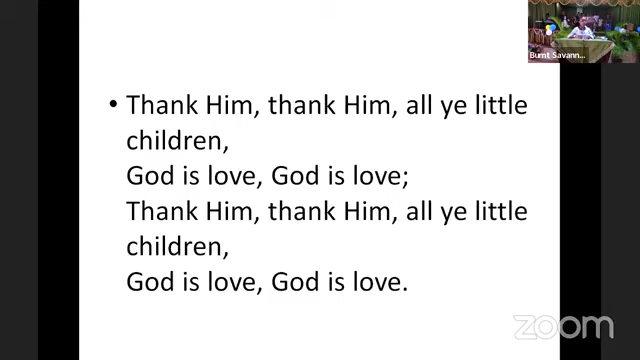 Burnt Savann...
• Thank Him, thank Him, all ye little
children,
God is love, God is love;
Thank Him, thank Him, all ye little
children,
God is love, God is love.
zoom